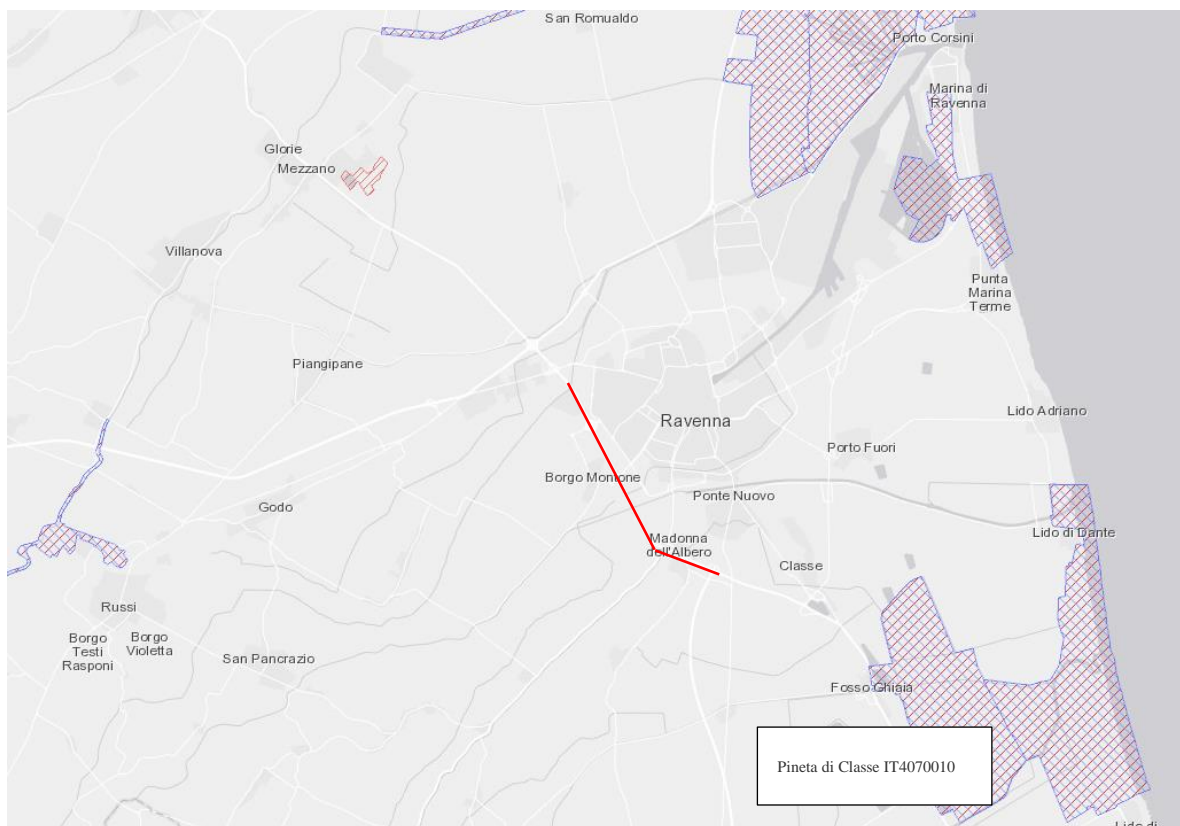 San Romualdo
Porto Corsini
Marina di
Ravenna
Glorie
Mezzano
Villanova
Punta
Marina
Terme
Piangipane
Lido Adriano
Ravenna
Porto Fuori
Borgo Montone
Ponte Nuovo
Godo
Lido di Dante
Madonna
dell'Albero
Classe
Russi
Borgo
Testi
Rasponi
Borgo
Violetta
San Pancrazio
Fosso Ghiaia
Pineta di Classe IT4070010
Lido di